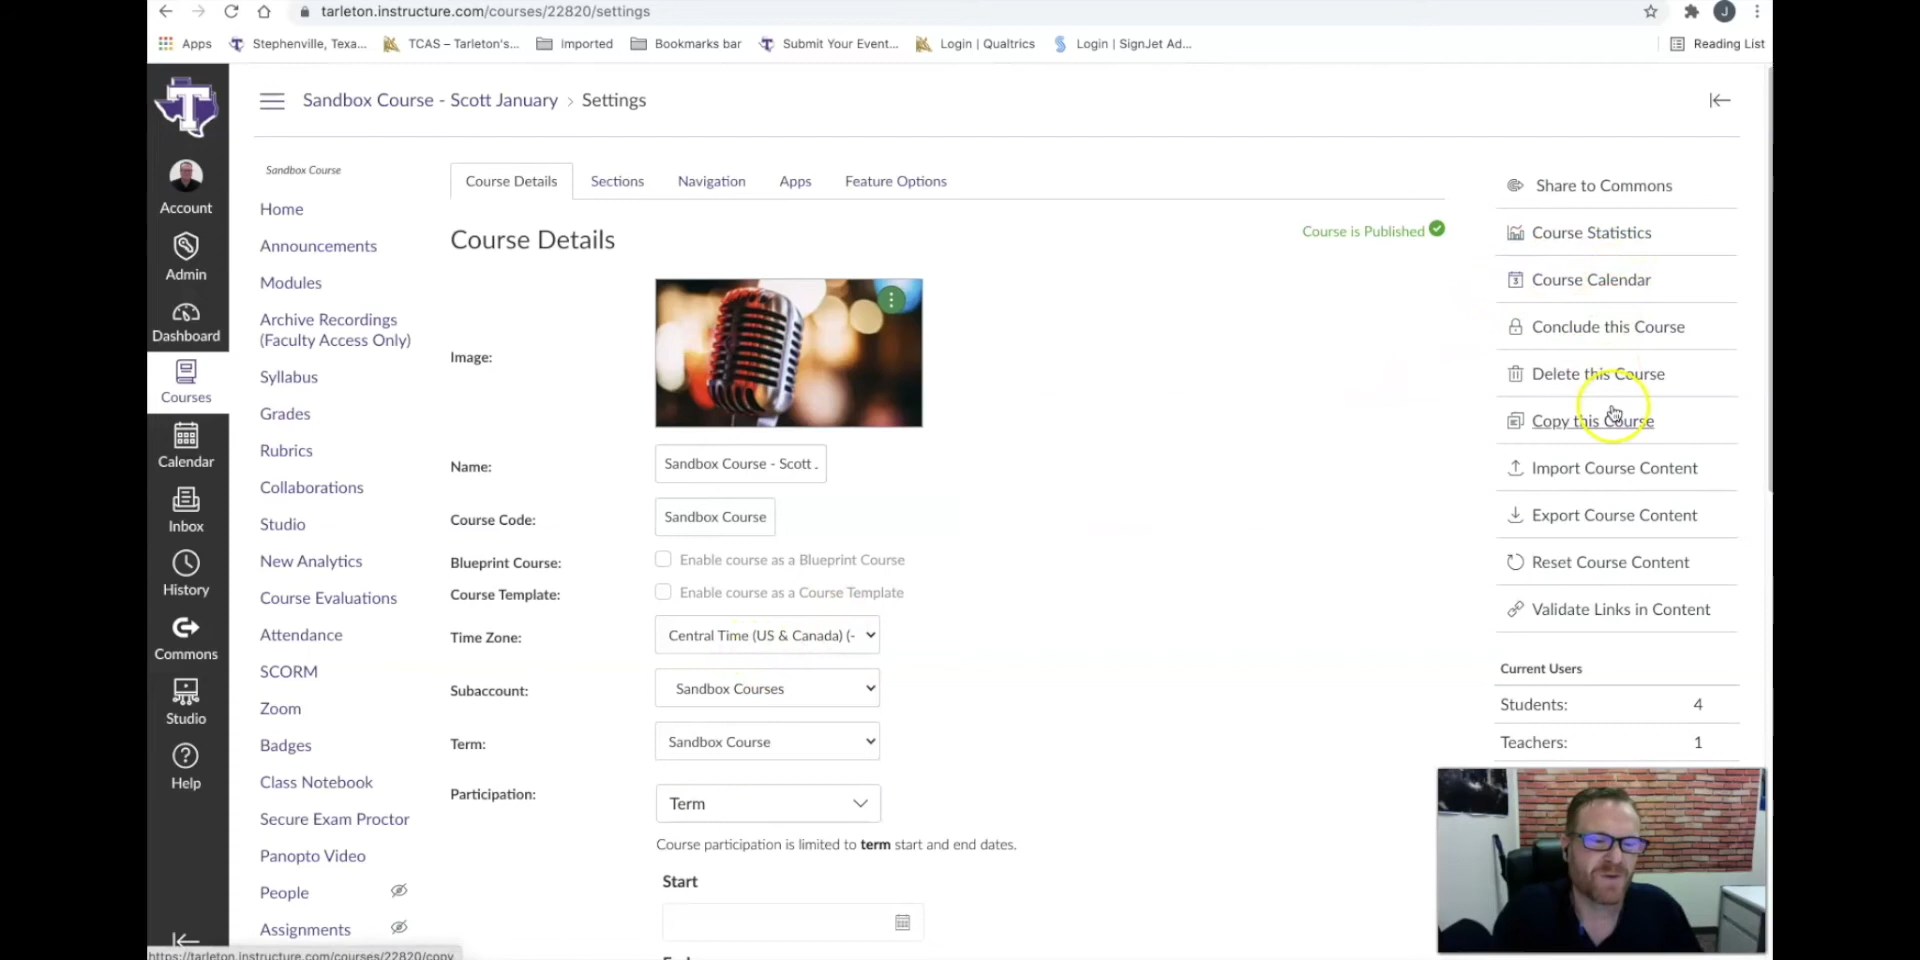 tarleton.instructure.com/courses/22820/settings
J
Apps
Stephenville, Texa...
TCAS – Tarleton's...
Imported
Bookmarks bar
Submit Your Event...
Login | Qualtrics
Login | SignJet Ad...
Reading List
T
Sandbox Course - Scott January > Settings
Account
Admin
Dashboard
Courses
Calendar
Inbox
History
Commons
Studio
Help
Sandbox Course
Home
Announcements
Modules
Archive Recordings
(Faculty Access Only)
Syllabus
Grades
Rubrics
Collaborations
Studio
New Analytics
Course Evaluations
Attendance
SCORM
Zoom
Badges
Class Notebook
Secure Exam Proctor
Panopto Video
People
Assignments
Course Details
Sections
Navigation
Apps
Feature Options
Course Details
Course is Published
Image:
Name:
Sandbox Course - Scott
Course Code:
Sandbox Course
Blueprint Course:
Enable course as a Blueprint Course
Course Template:
Enable course as a Course Template
Time Zone:
Central Time (US & Canada) (-
Subaccount:
Sandbox Courses
Term:
Sandbox Course
Participation:
Term
Course participation is limited to term start and end dates.
Start
Share to Commons
Course Statistics
3
Course Calendar
Conclude this Course
Delete this Course
Copy this Course
Import Course Content
Export Course Content
Reset Course Content
Validate Links in Content
Current Users
Students:
4
Teachers:
1
https://tarleton.instructure.com/courses/22820/copy